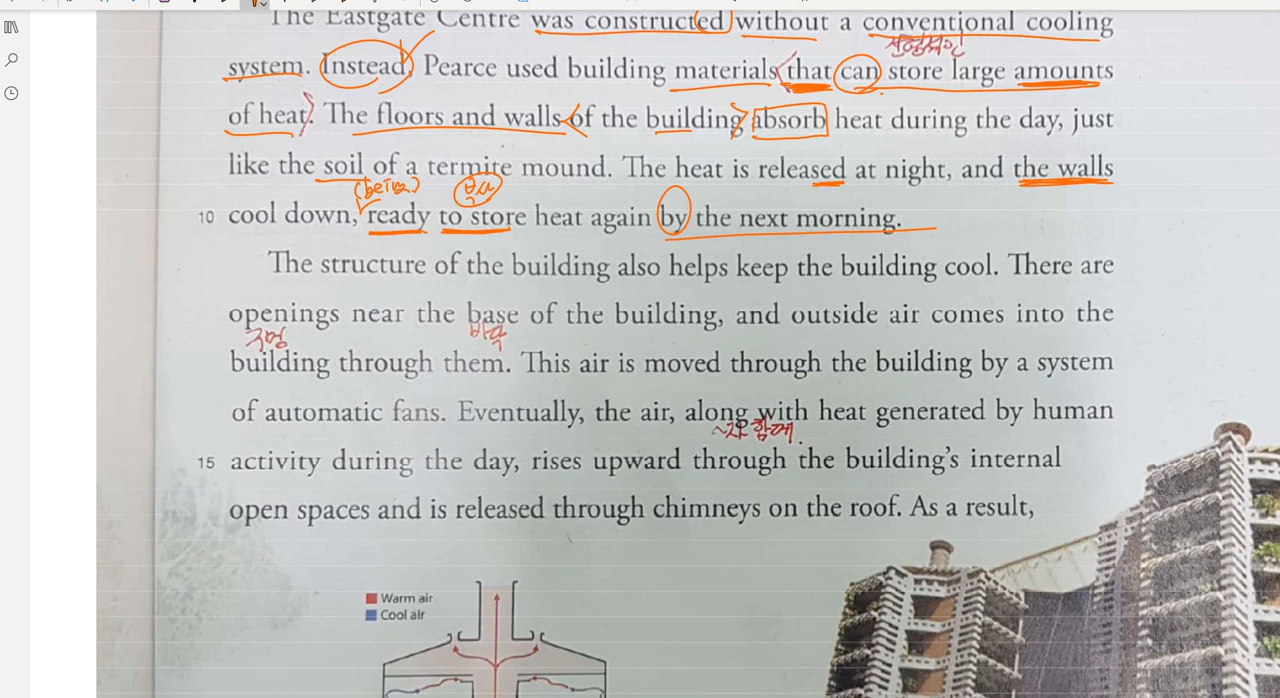 The Eastgate Centre was constructed without a conventional cooling
system. Instead, Pearce used building materials that can store large amounts
of heat. The floors and walls of the building absorb heat during the day, just
like the soil of a termite mound. The heat is released at night, and the walls
(being) 부사
10 cool down, ready to store heat again by the next morning.
The structure of the building also helps keep the building cool. There are
openings near the base of the building, and outside air comes into the
구멍
building through them. This air is moved through the building by a system
of automatic fans. Eventually, the air, along with heat generated by human
~과 함께
15 activity during the day, rises upward through the building's internal
open spaces and is released through chimneys on the roof. As a result,
Warm air
Cool air